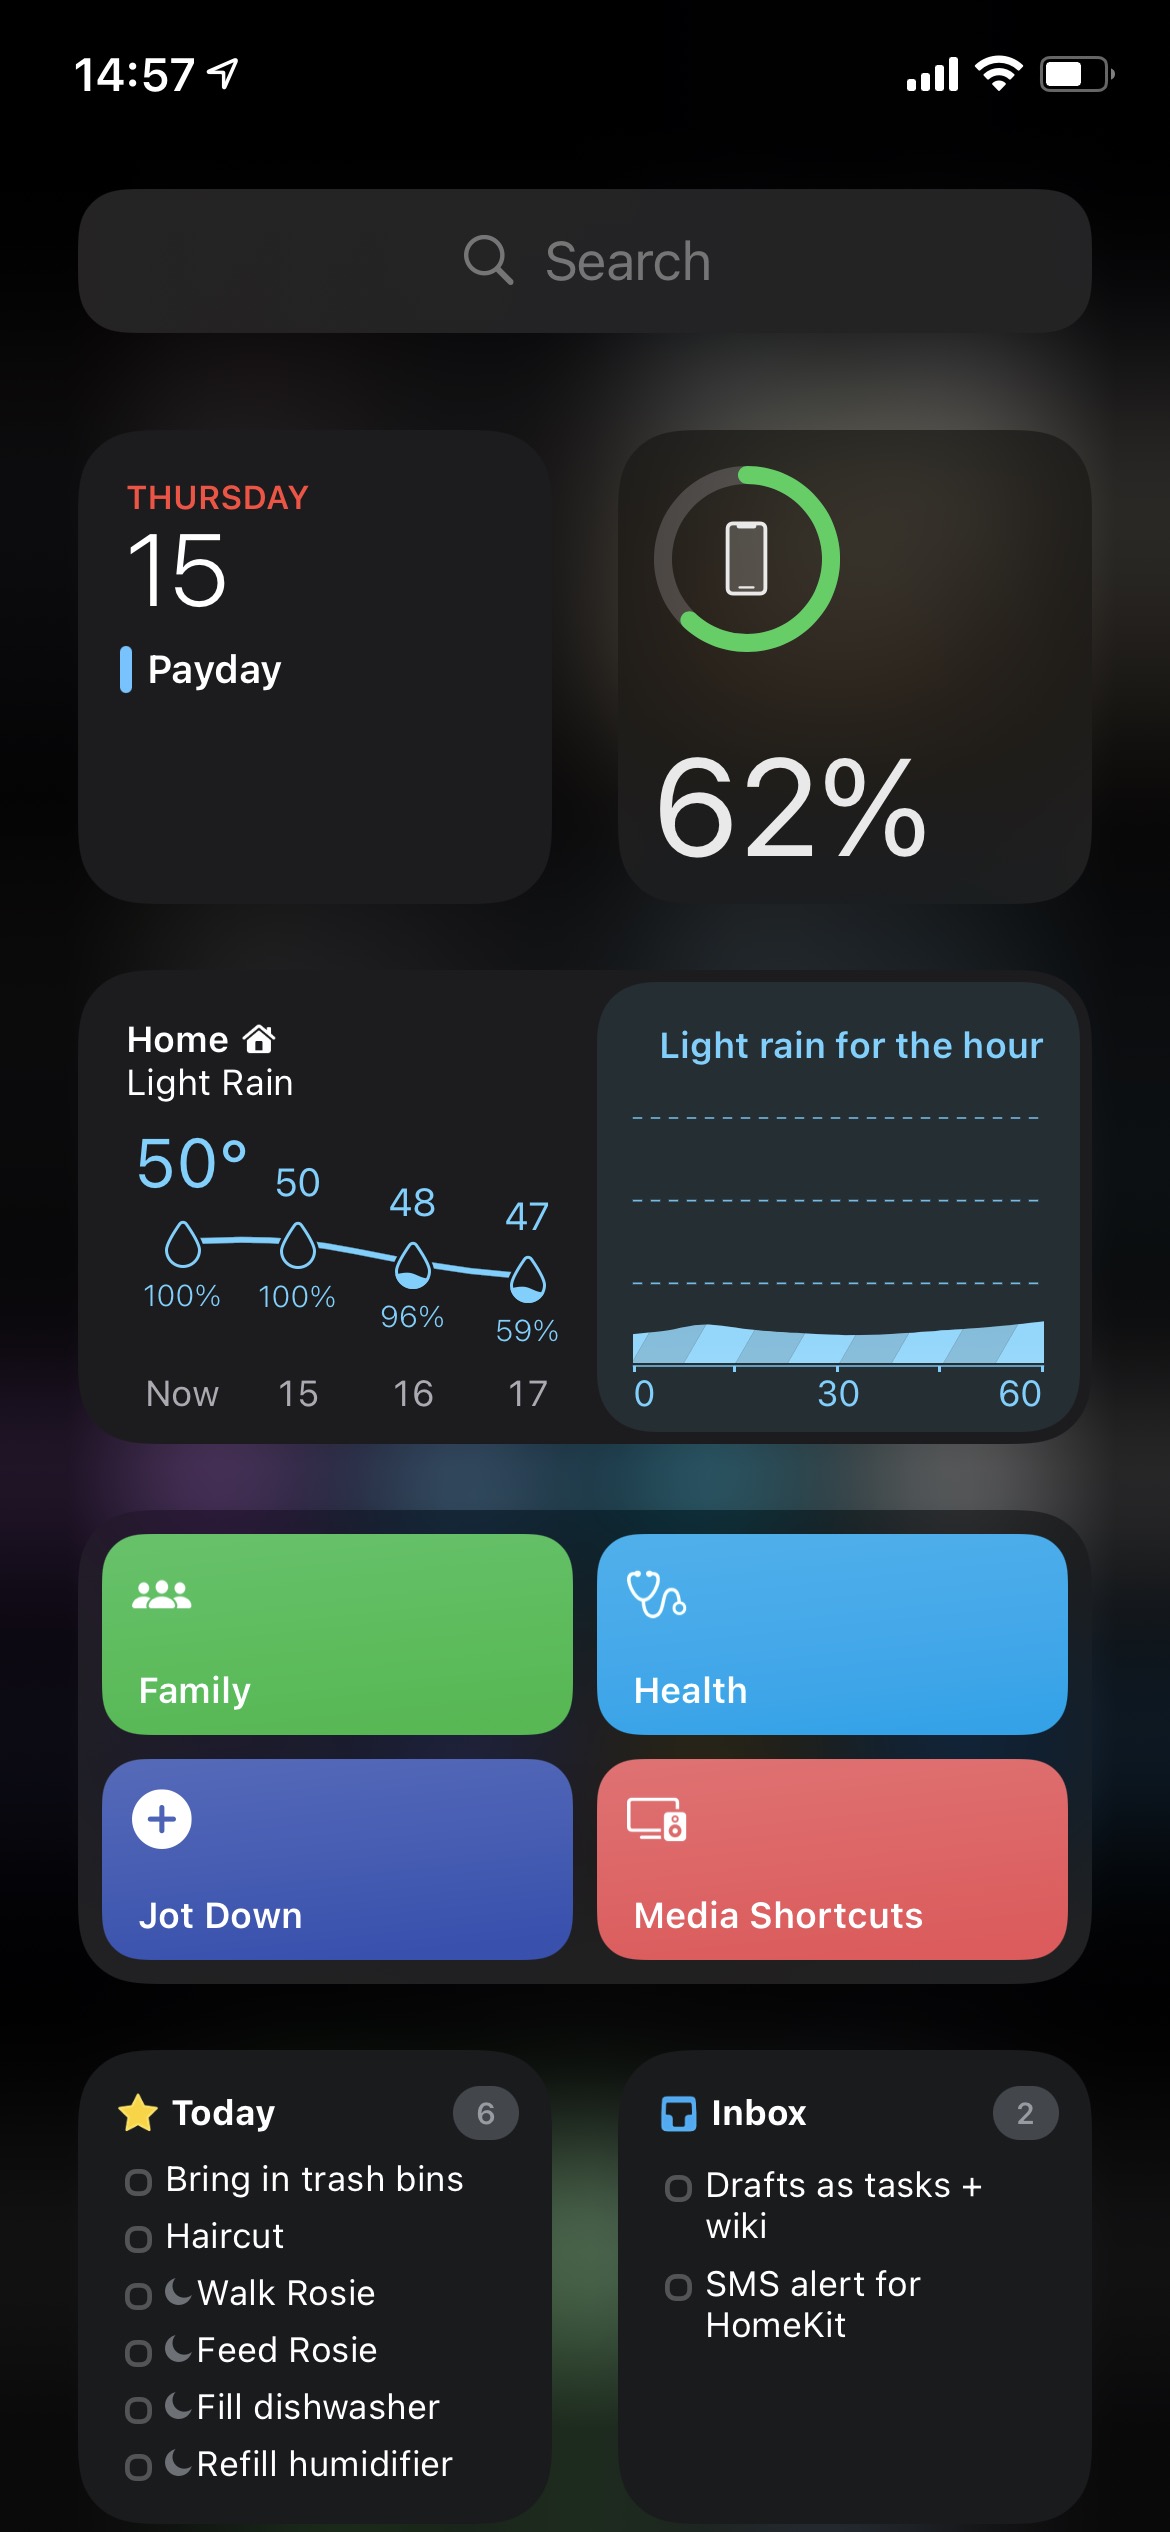 14:57
Search
THURSDAY
15
Payday
62%
Home
Light Rain
50° 50 48 47
100% 100% 96% 59%
Now 15 16 17
Light rain for the hour
0 30 60
Family
Health
Jot Down
Media Shortcuts
Today 6
Bring in trash bins
Haircut
Walk Rosie
Feed Rosie
Fill dishwasher
Refill humidifier
Inbox 2
Drafts as tasks +
wiki
SMS alert for
HomeKit